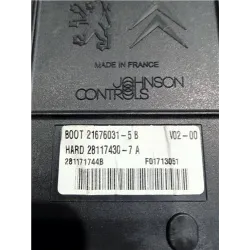 MADE IN FRANCE
JOHNSON
CONTROLS
BOOT 21676031-5 B V02-00
HARD 28117430-7 A
281171744B F01713051